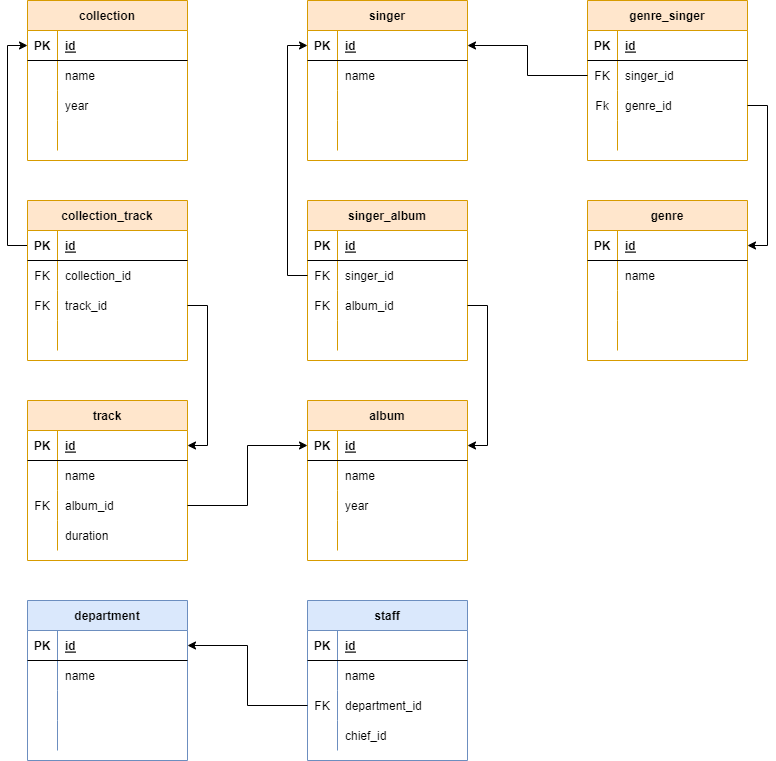 collection
PK id
name
year
singer
PK id
name
genre_singer
PK id
FK singer_id
Fk genre_id
collection_track
PK id
FK collection_id
FK track_id
singer_album
PK id
FK singer_id
FK album_id
genre
PK id
name
track
PK id
name
FK album_id
duration
album
PK id
name
year
department
PK id
name
staff
PK id
name
FK department_id
chief_id